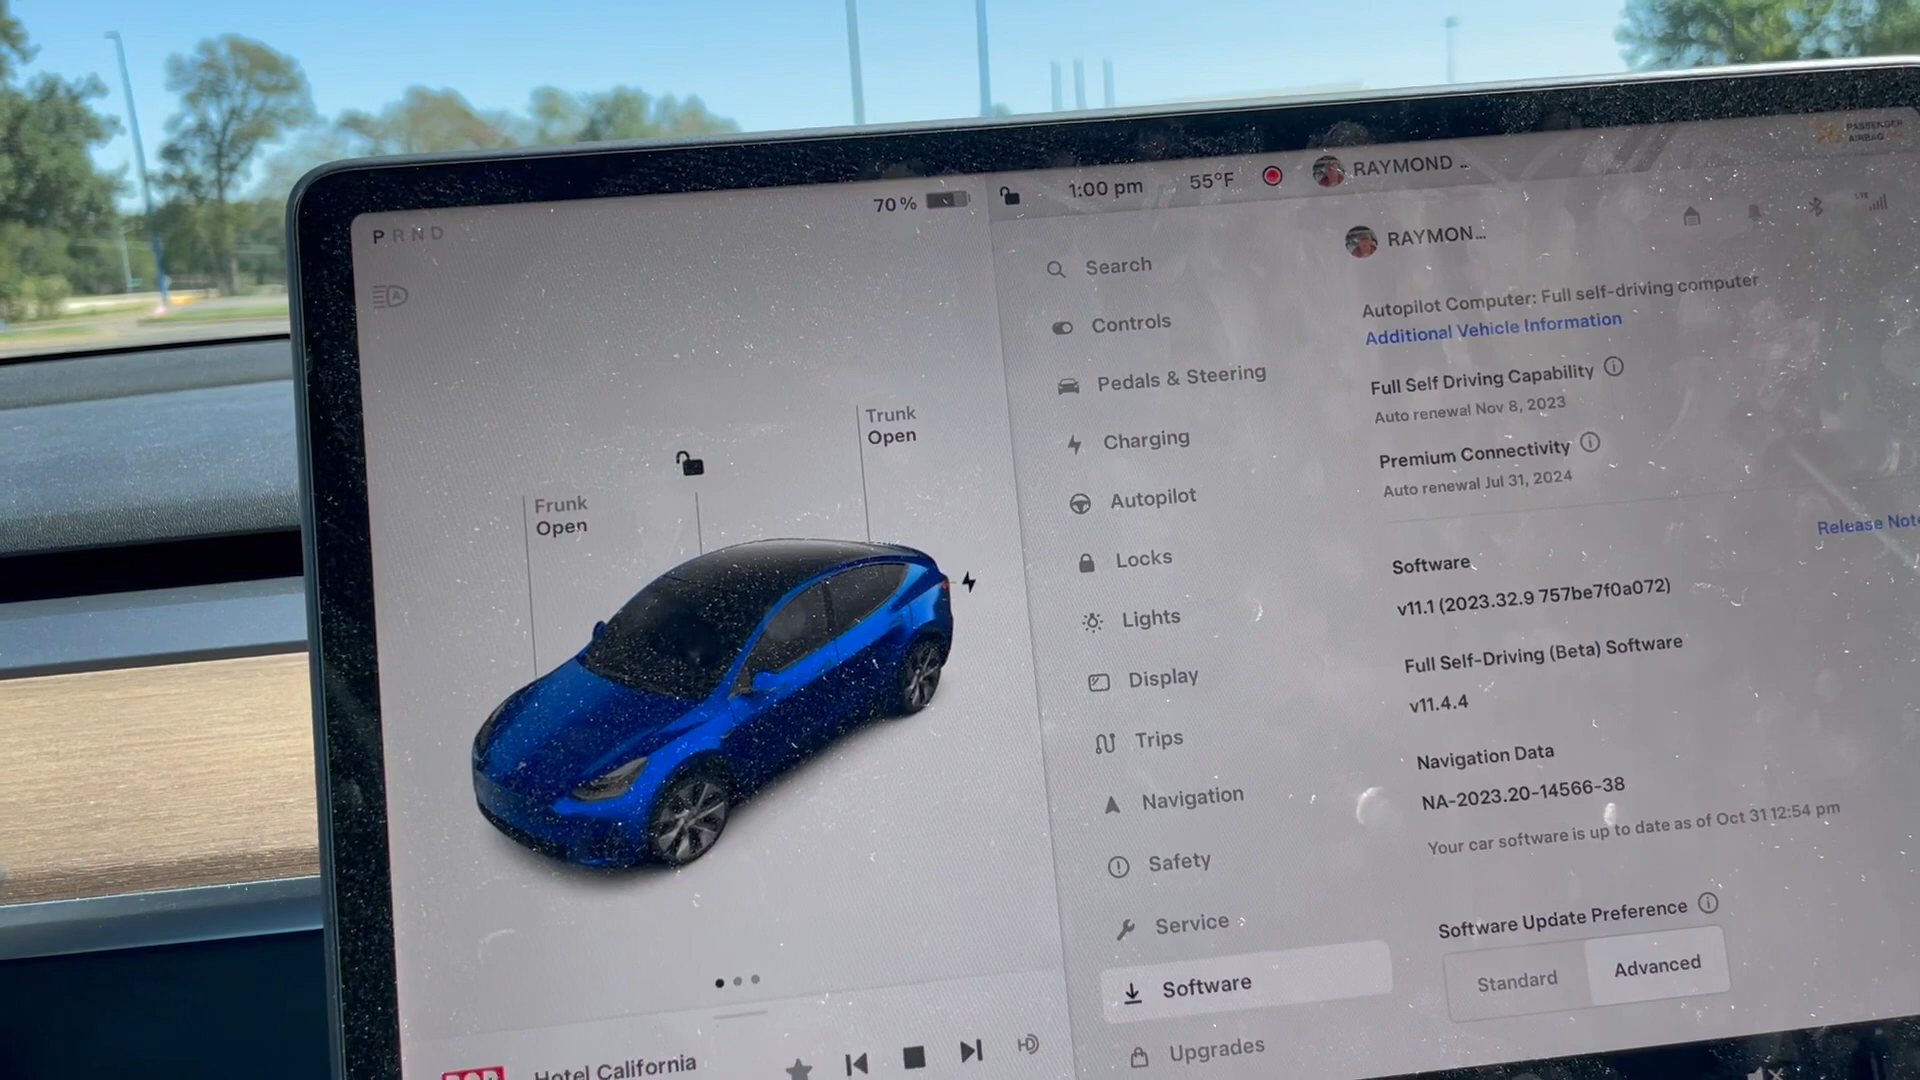 PRND
70%
1:00 pm
55°F
RAYMOND ..
PASSENGER
AIRBAG
LTE
Frunk
Open
Trunk
Open
Hotel California
HD
Search
Controls
Pedals & Steering
Charging
Autopilot
Locks
Lights
Display
Trips
Navigation
Safety
Service
Software
Upgrades
RAYMON...
Autopilot Computer: Full self-driving computer
Additional Vehicle Information
Full Self Driving Capability
Auto renewal Nov 8, 2023
Premium Connectivity
Auto renewal Jul 31, 2024
Release Note
Software
v11.1 (2023.32.9 757be7f0a072)
Full Self-Driving (Beta) Software
v11.4.4
Navigation Data
NA-2023.20-14566-38
Your car software is up to date as of Oct 31 12:54 pm
Software Update Preference
Standard
Advanced